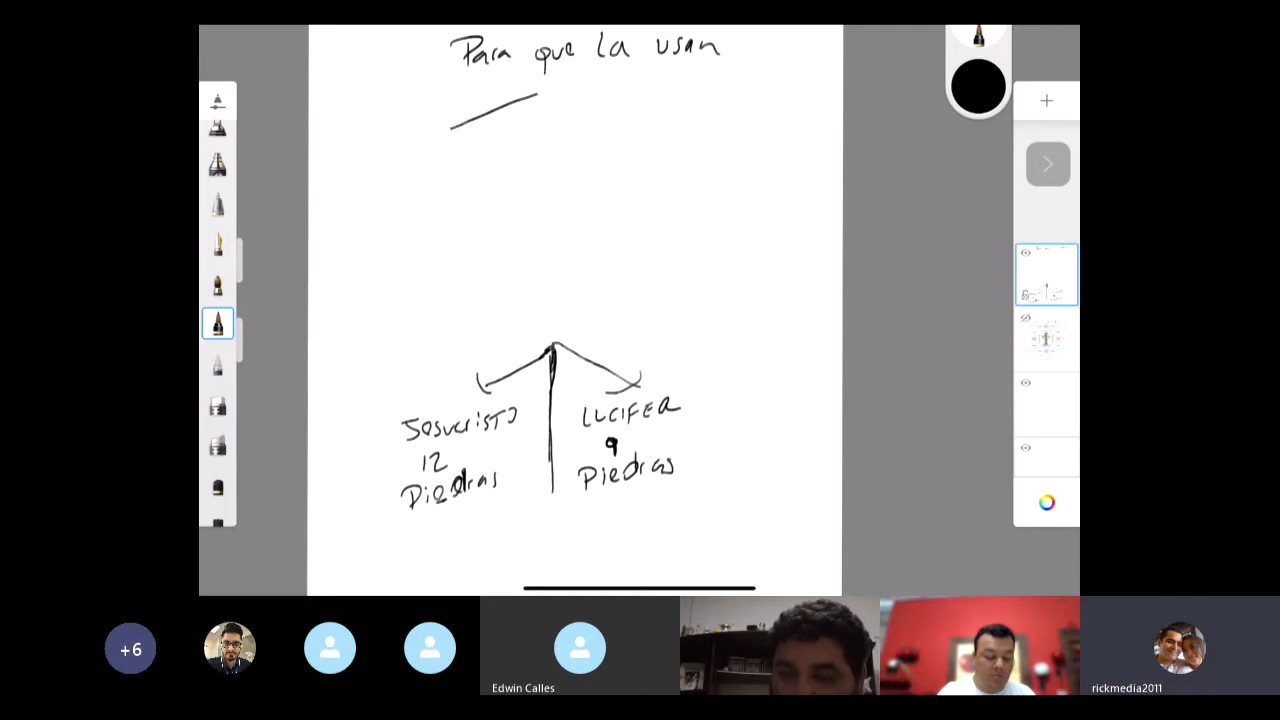 Para que la usan
JesucrisTO
LUCIFER
12
9
Piedras
Piedras
+6
Edwin Calles
rickmedia2011